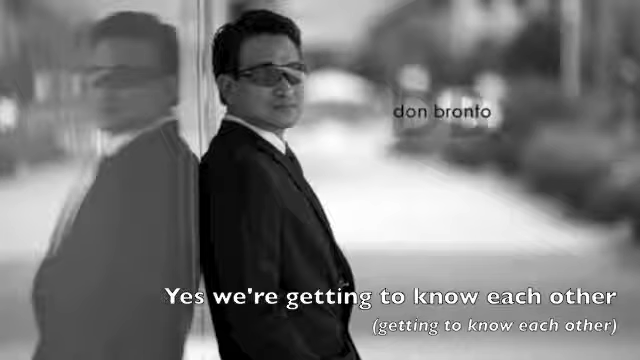 don bronto
Yes we're getting to know each other
(getting to know each other)